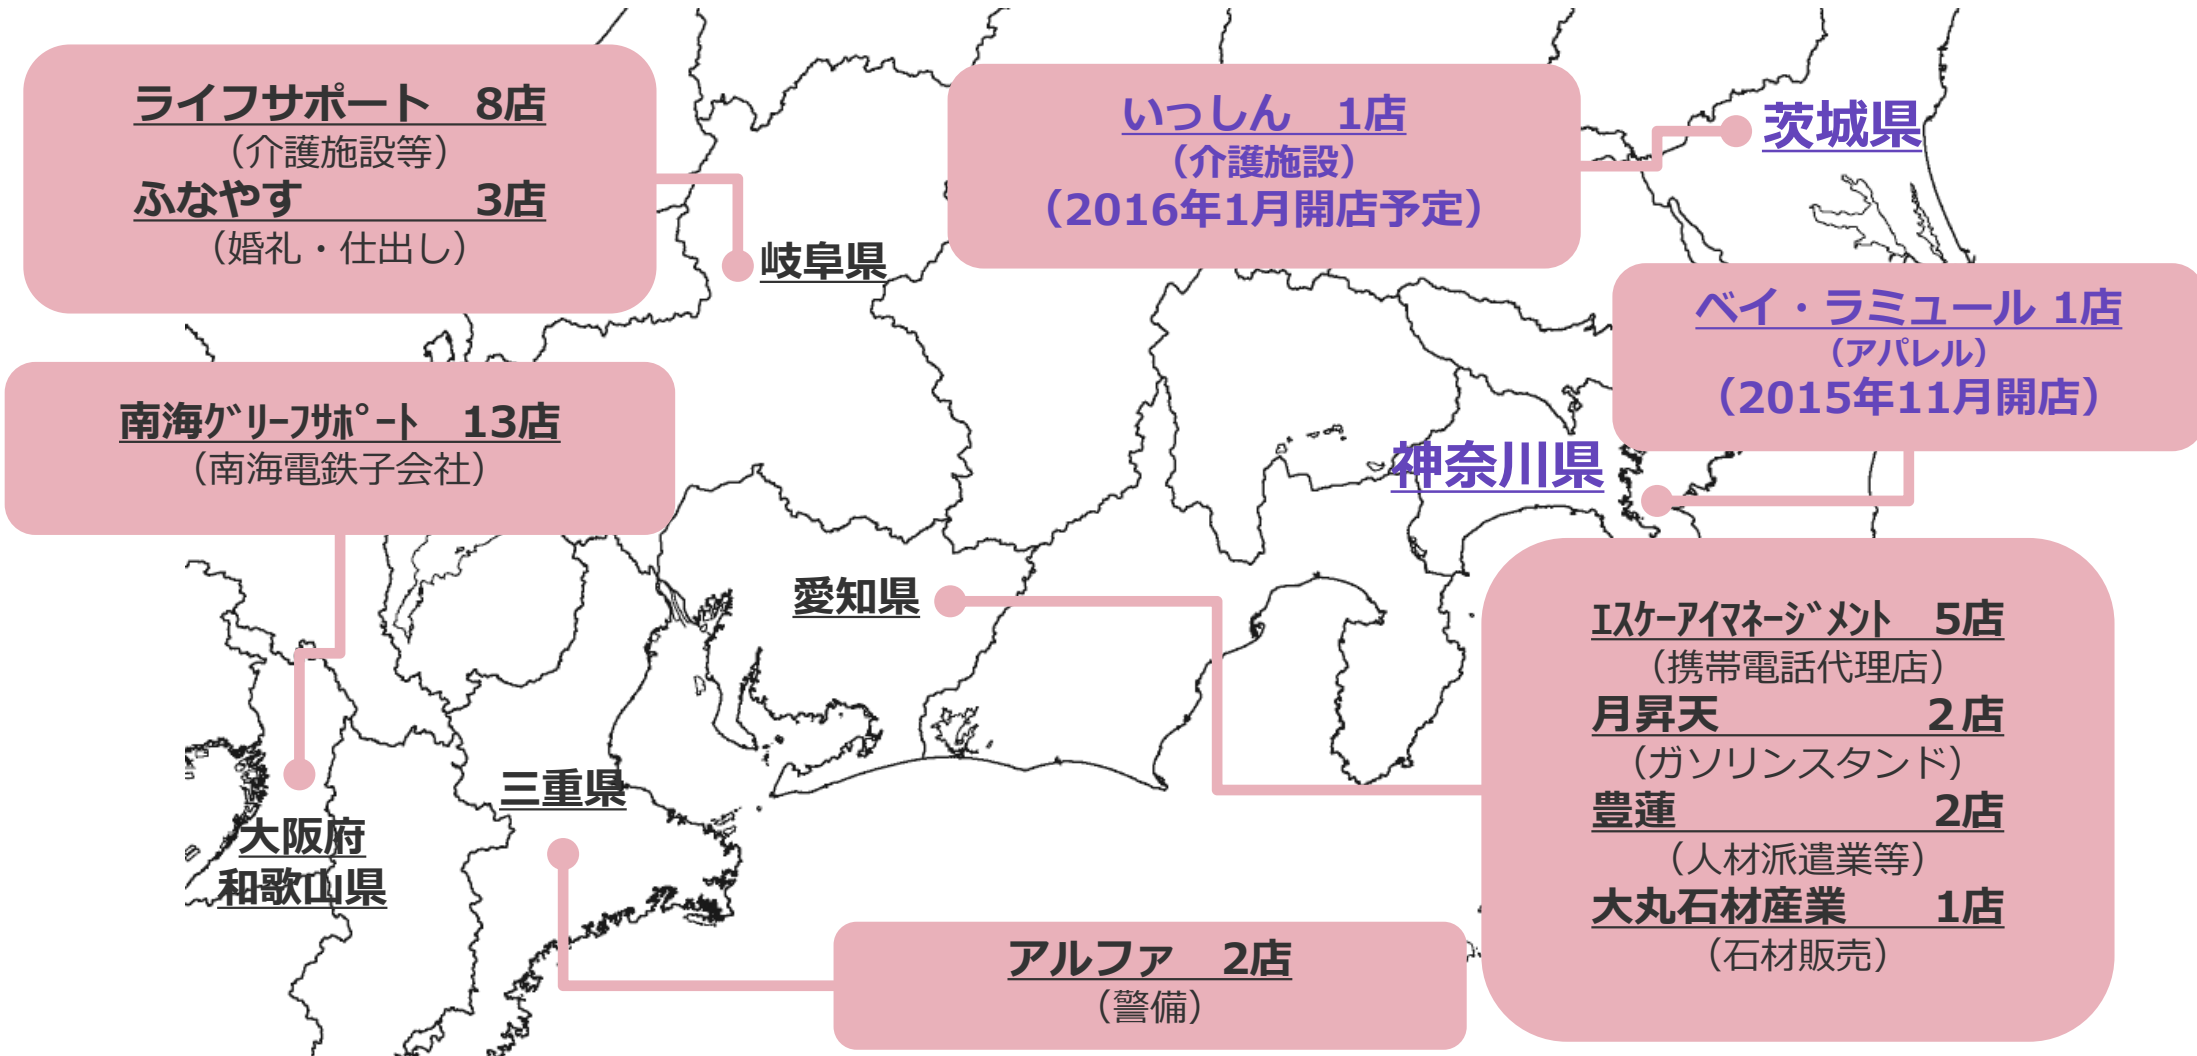 ライフサポート　8店
（介護施設等）
ふなやす　3店
（婚礼・仕出し）
岐阜県
いっしん　1店
（介護施設）
（2016年1月開店予定）
茨城県
ベイ・ラミュール 1店
（アパレル）
（2015年11月開店）
神奈川県
南海ｸﾞﾘｰﾌｻﾎﾟｰﾄ　13店
（南海電鉄子会社）
大阪府
和歌山県
愛知県
ｴｽｹｰｱｲﾏﾈｰｼﾞﾒﾝﾄ　5店
（携帯電話代理店）
月昇天　２店
（ガソリンスタンド）
豊蓮　2店
（人材派遣業等）
大丸石材産業　1店
（石材販売）
三重県
アルファ　2店
（警備）